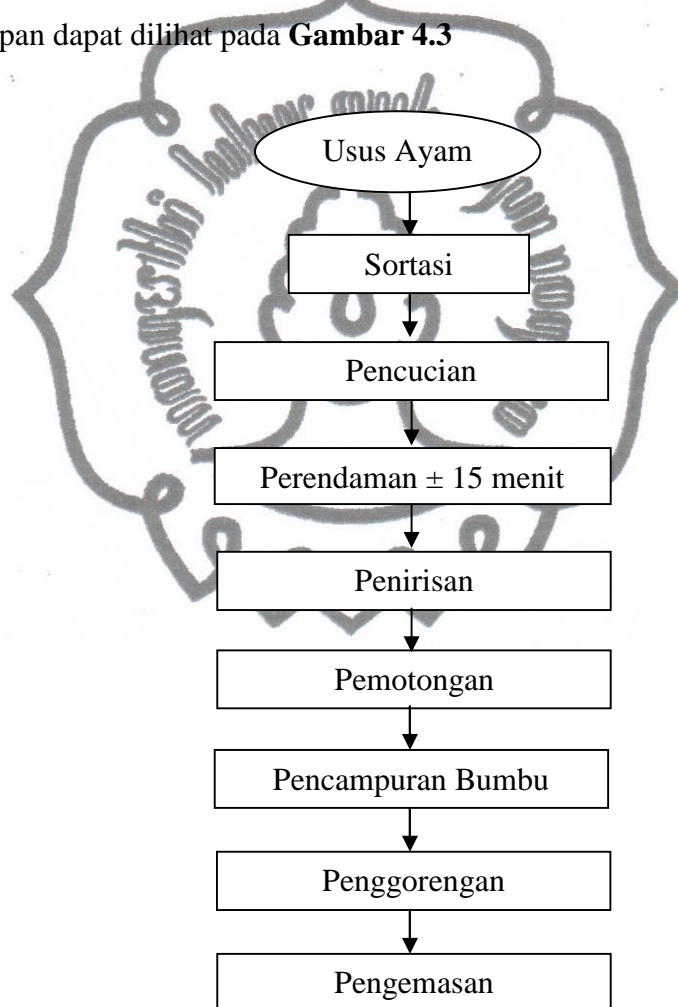 pan dapat dilihat pada Gambar 4.3
Usus Ayam
Sortasi
Pencucian
Perendaman ± 15 menit
Penirisan
Pemotongan
Pencampuran Bumbu
Penggorengan
Pengemasan